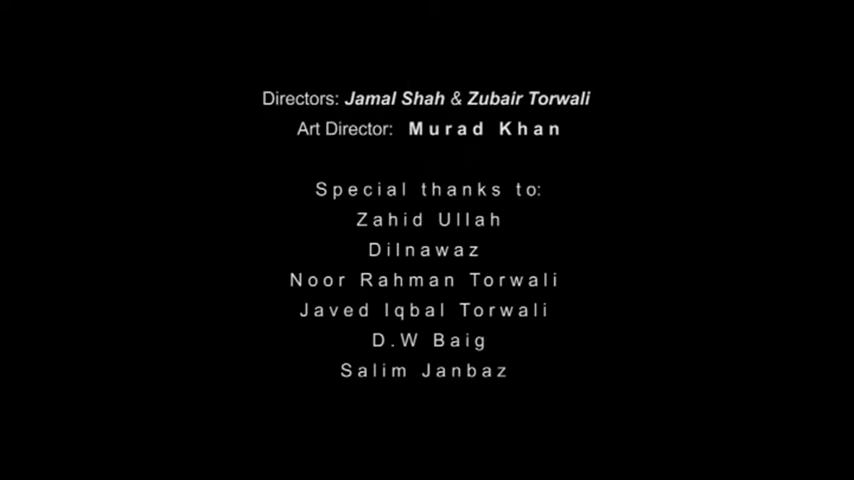 Directors: Jamal Shah & Zubair Torwali
Art Director: Murad Khan
Special thanks to:
Zahid Ullah
Dilnawaz
Noor Rahman Torwali
Javed Iqbal Torwali
D.W Baig
Salim Janbaz